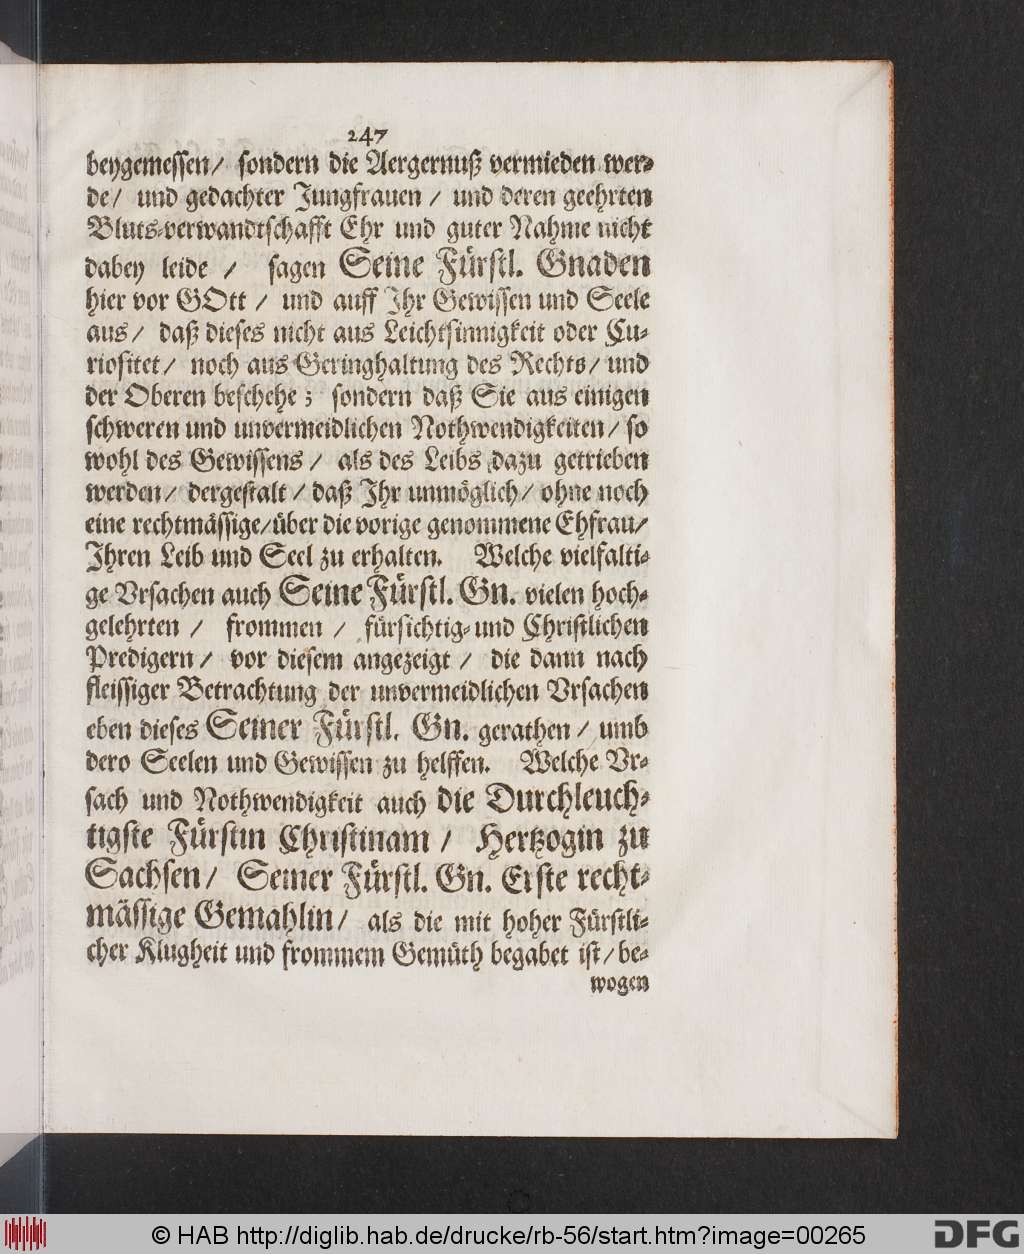 247
beygemessen/ sondern die Aergernuß vermieden wer-
de/ und gedachter Jungfrauen / und deren geehrten
Bluts-verwandtschafft Ehr und guter Nahme nicht
dabey leide / sagen Seine Fürstl. Gnaden
hier vor GOtt / und auff Ihr Gewissen und Seele
aus/ daß dieses nicht aus Leichtsinnigkeit oder Cu-
riositet/ noch aus Geringhaltung des Rechts/ und
der Oberen beschehe; sondern daß Sie aus einigen
schweren und unvermeidlichen Nothwendigkeiten/ so
wohl des Gewissens / als des Leibs dazu getrieben
werden/ dergestalt/ daß Ihr unmöglich/ ohne noch
eine rechtmässige/über die vorige genommene Ehfrau/
Ihren Leib und Seel zu erhalten. Welche vielfalti-
ge Vrsachen auch Seine Fürstl. Gn. vielen hoch-
gelehrten / frommen / fürsichtig- und Christlichen
Predigern/ vor diesem angezeigt / die dann nach
fleissiger Betrachtung der unvermeidlichen Vrsachen
eben dieses Seiner Fürstl. Gn. gerathen / umb
dero Seelen und Gewissen zu helffen. Welche Vr-
sach und Nothwendigkeit auch die Durchleuch-
tigste Fürstin Christinam / Hertzogin zu
Sachsen/ Seiner Fürstl. Gn. Erste recht-
mässige Gemahlin/ als die mit hoher Fürstli-
cher Klugheit und frommem Gemüth begabet ist/ be-
wogen
© HAB http://diglib.hab.de/drucke/rb-56/start.htm?image=00265
DFG